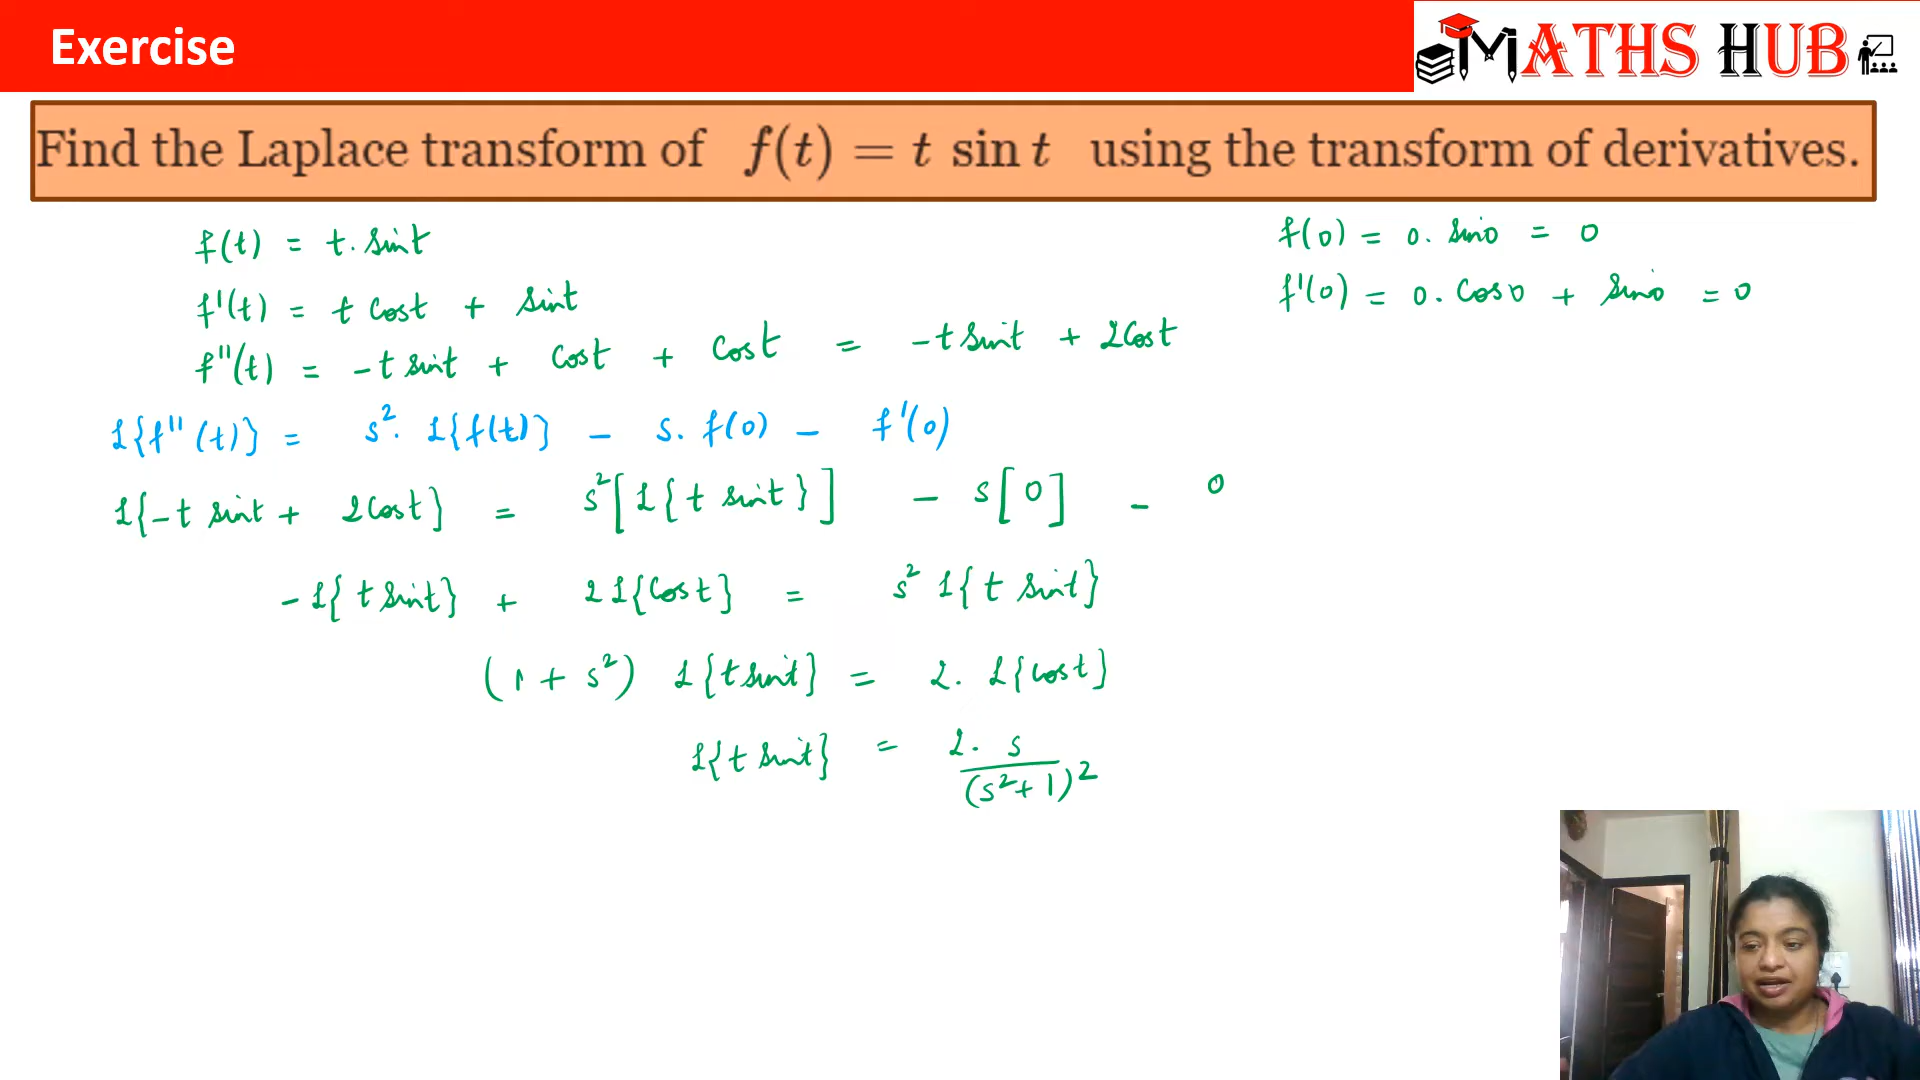 Exercise
MATHS HUB
Find the Laplace transform of f(t) = t sin t using the transform of derivatives.
f(t) = t. sint
f'(t) = t cost + sint
f''(t) = -t sint + cost + cost = -t sint + 2cost
f(0) = 0. sin0 = 0
f'(0) = 0. cos0 + sin0 = 0
L{f''(t)} = s². L{f(t)} - s. f(0) - f'(0)
L{-t sint + 2cost} = s²[L{t sint}] - s[0] - 0
-L{t sint} + 2L{cost} = s² L{t sint}
(1 + s²) L{t sint} = 2. L{cost}
L{t sint} = 2. s / (s²+1)²